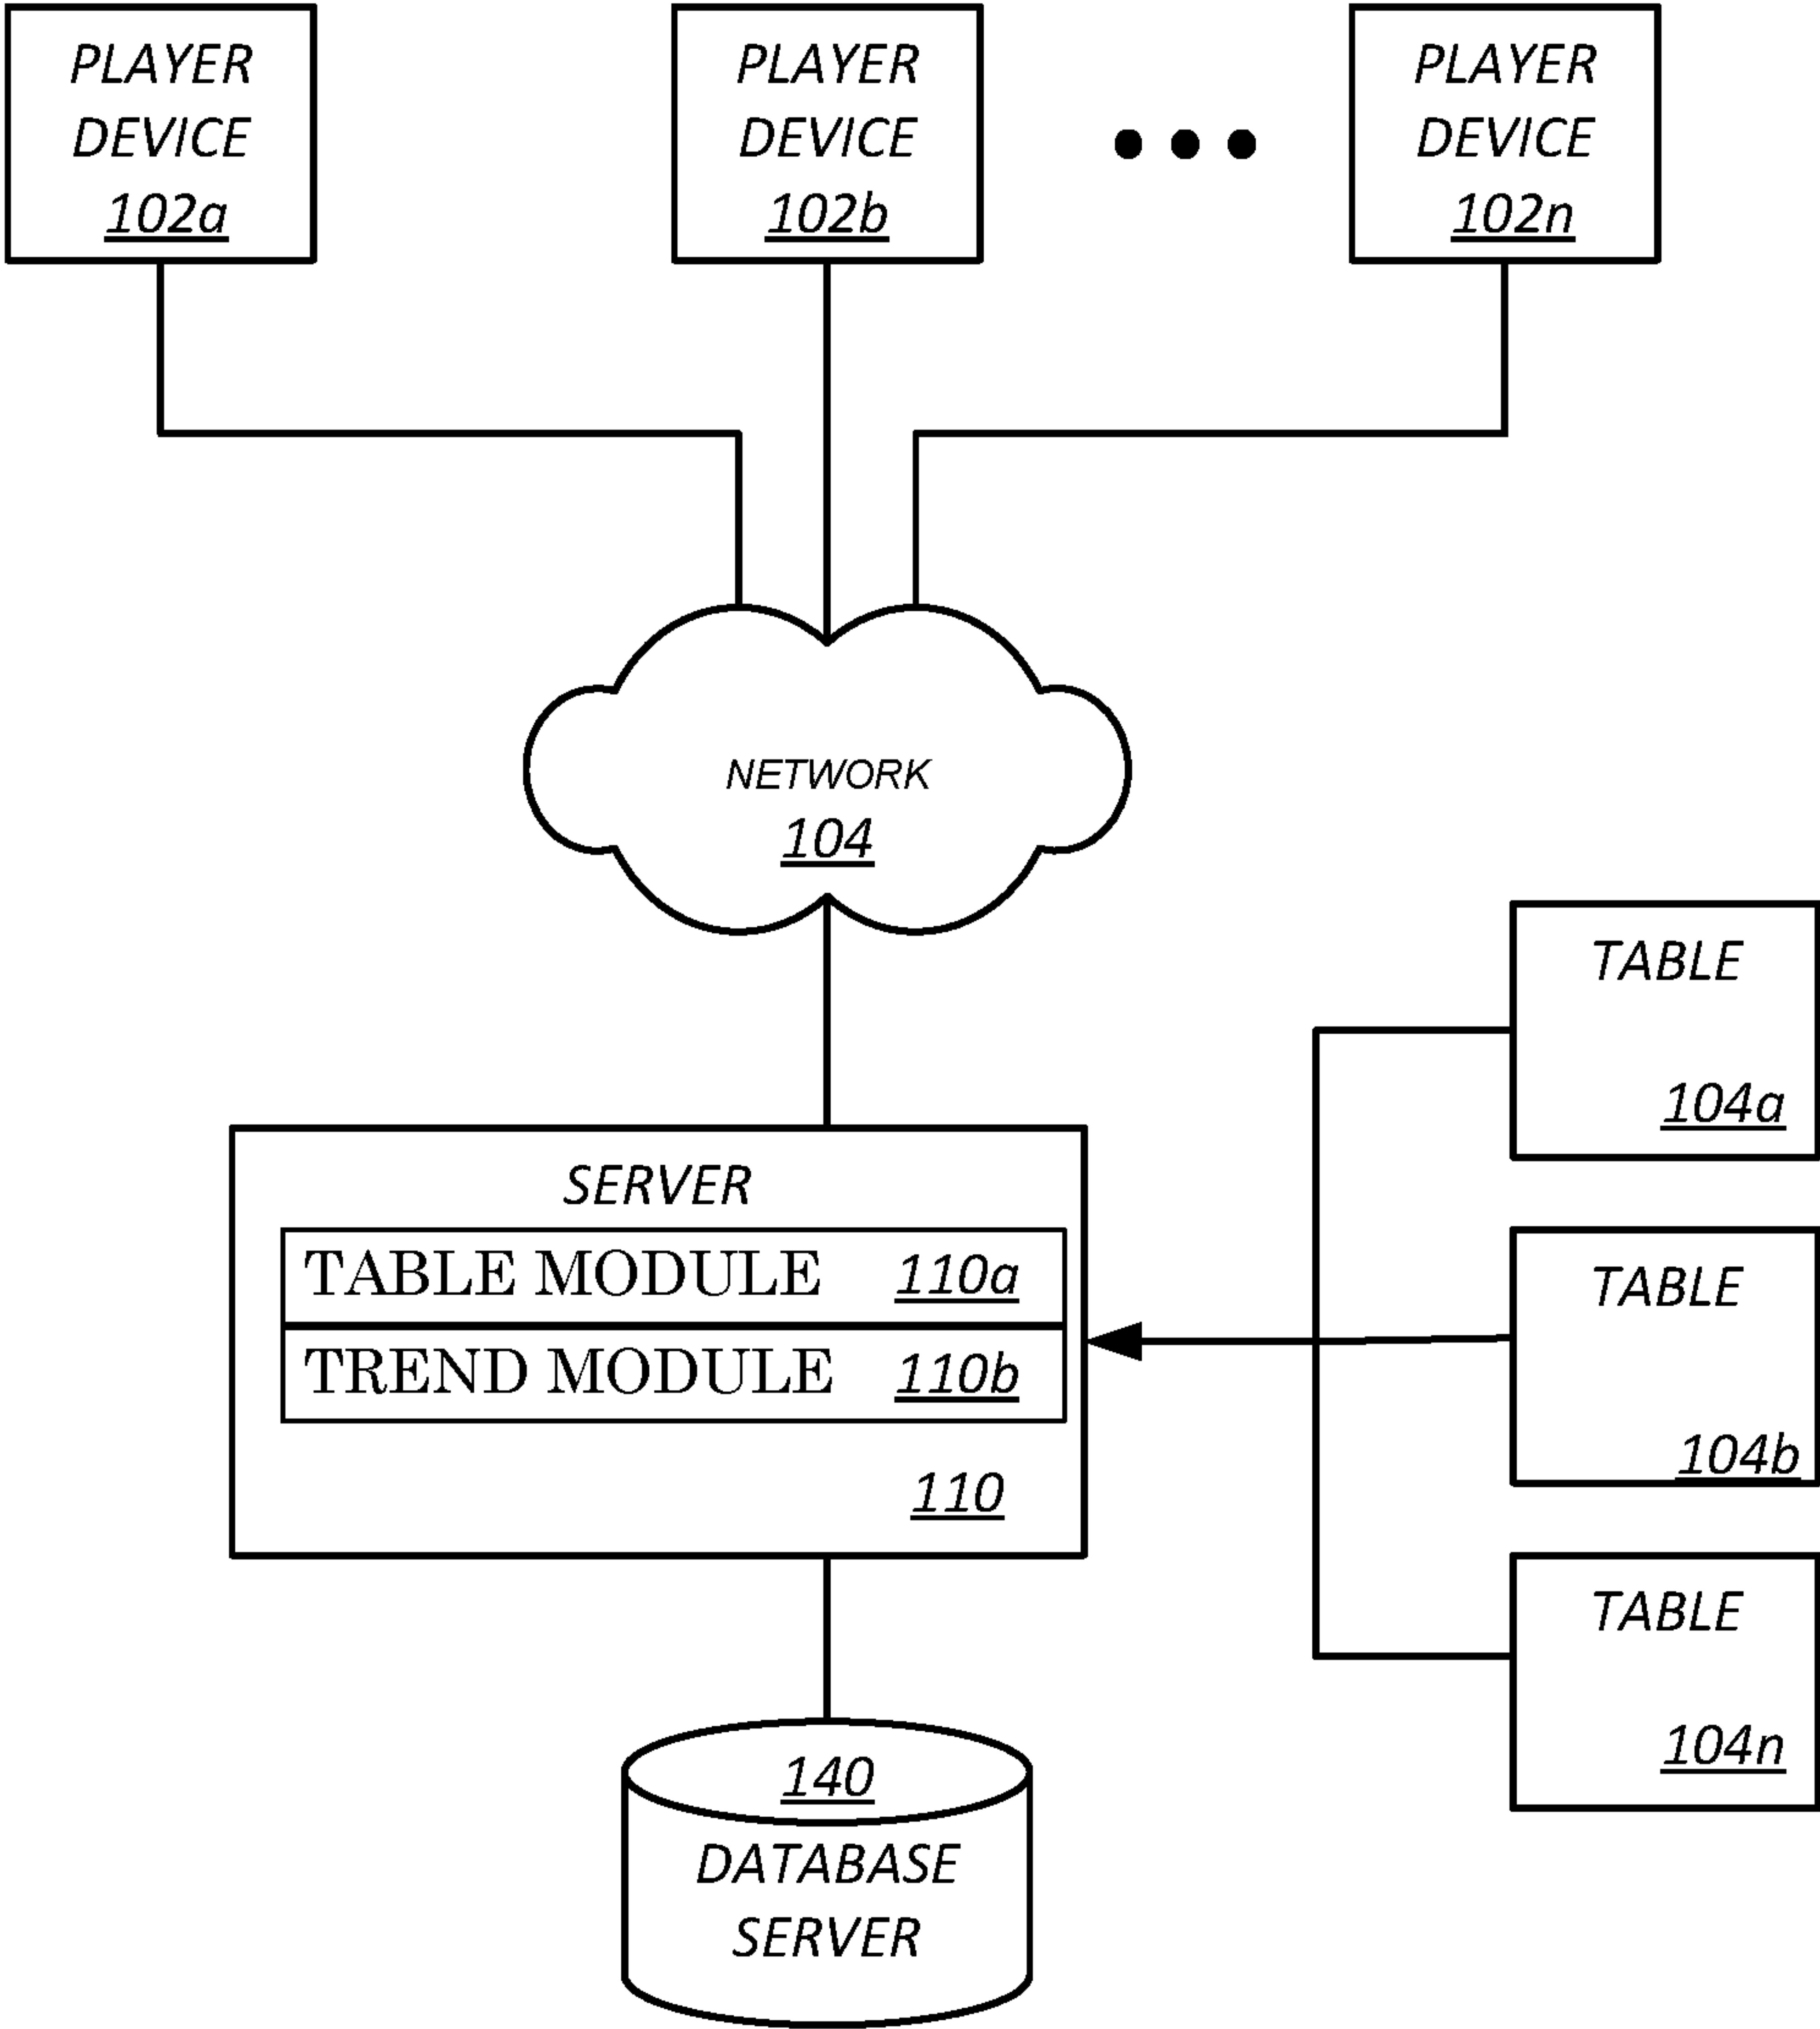 PLAYER
DEVICE
102a
PLAYER
DEVICE
102b
PLAYER
DEVICE
102n
NETWORK
104
TABLE
104a
SERVER
TABLE MODULE 110a
TREND MODULE 110b
110
TABLE
104b
TABLE
104n
140
DATABASE
SERVER